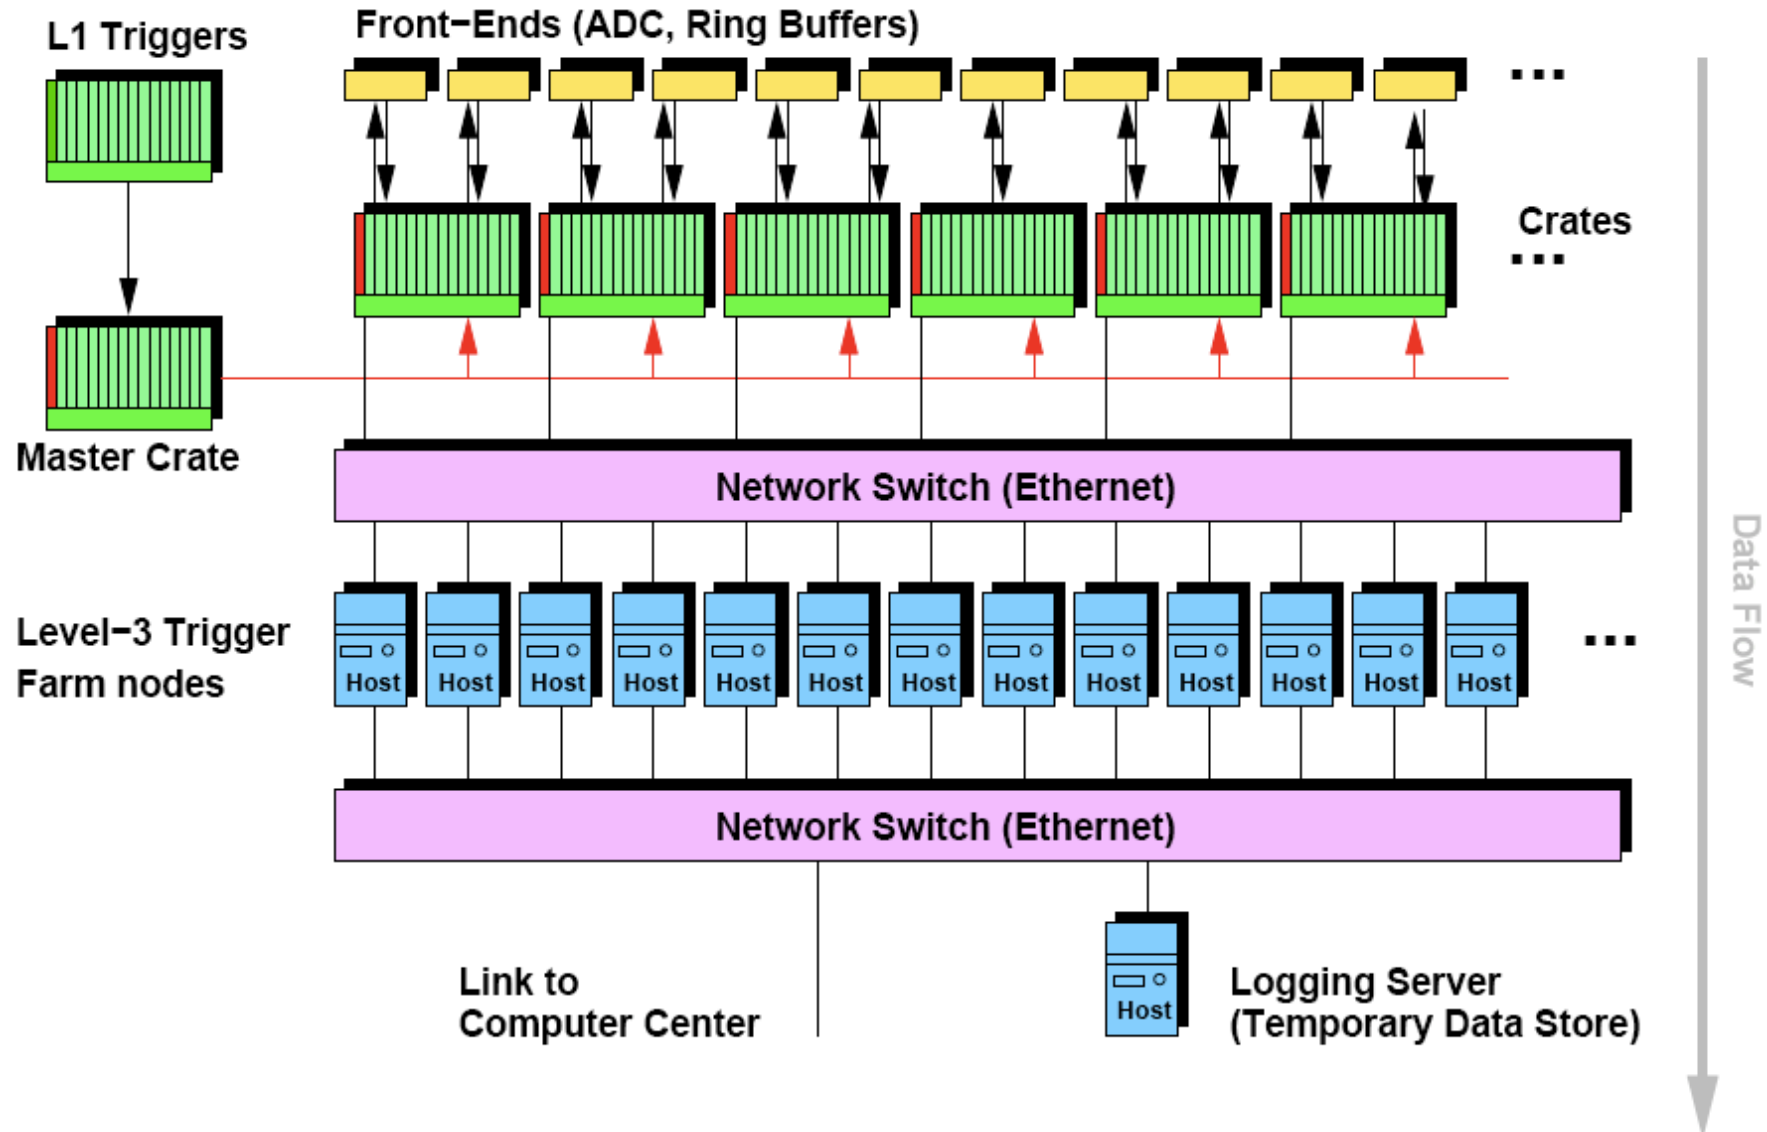 L1 Triggers
Front−Ends (ADC, Ring Buffers)
...
Crates
...
Master Crate
Network Switch (Ethernet)
Level−3 Trigger
Farm nodes
Host Host Host Host Host Host Host Host Host Host Host Host Host
...
Data Flow
Network Switch (Ethernet)
Link to
Computer Center
Host
Logging Server
(Temporary Data Store)